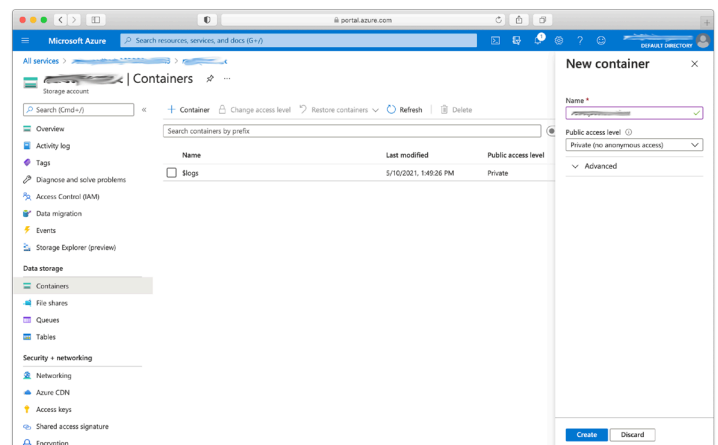 portal.azure.com
Microsoft Azure
Search resources, services, and docs (G+/)
DEFAULT DIRECTORY
All services > >
| Containers
Storage account
Search (Cmd+/)
Overview
Activity log
Tags
Diagnose and solve problems
Access Control (IAM)
Data migration
Events
Storage Explorer (preview)
Data storage
Containers
File shares
Queues
Tables
Security + networking
Networking
Azure CDN
Access keys
Shared access signature
Encryption
+ Container Change access level Restore containers Refresh Delete
Search containers by prefix
Name Last modified Public access level
$logs 5/10/2021, 1:49:26 PM Private
New container
Name *
Public access level
Private (no anonymous access)
Advanced
Create Discard